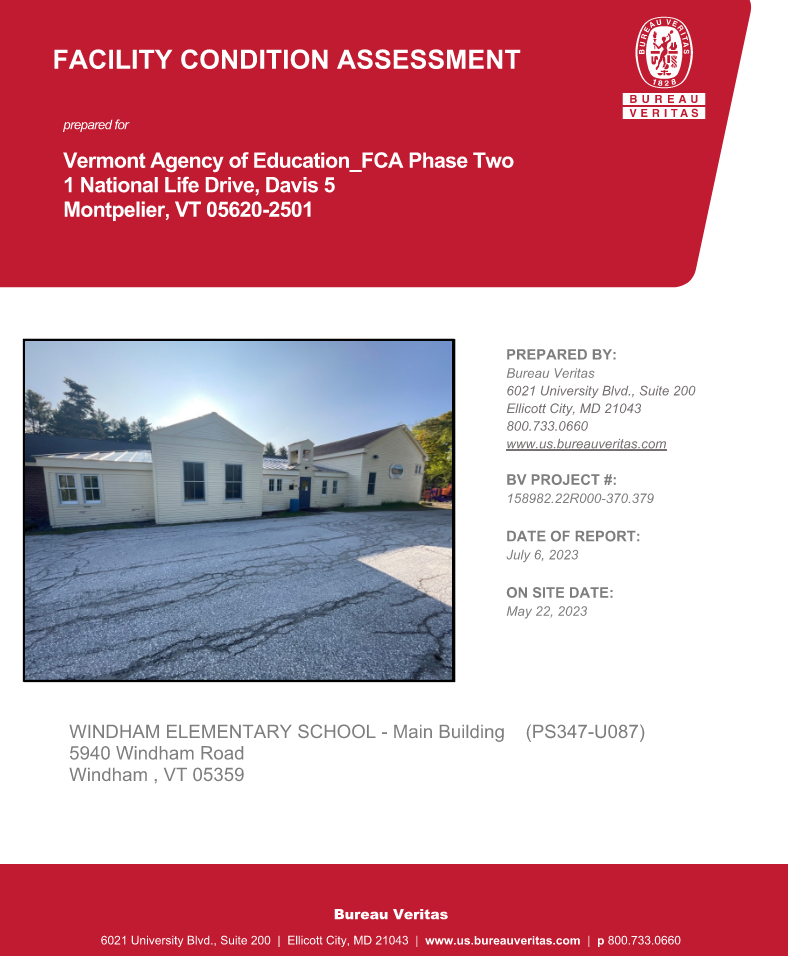 FACILITY CONDITION ASSESSMENT
BUREAU VERITAS
1828
BUREAU
VERITAS
prepared for
Vermont Agency of Education_FCA Phase Two
1 National Life Drive, Davis 5
Montpelier, VT 05620-2501
PREPARED BY:
Bureau Veritas
6021 University Blvd., Suite 200
Ellicott City, MD 21043
800.733.0660
www.us.bureauveritas.com
BV PROJECT #:
158982.22R000-370.379
DATE OF REPORT:
July 6, 2023
ON SITE DATE:
May 22, 2023
WINDHAM ELEMENTARY SCHOOL - Main Building (PS347-U087)
5940 Windham Road
Windham , VT 05359
Bureau Veritas
6021 University Blvd., Suite 200 | Ellicott City, MD 21043 | www.us.bureauveritas.com | p 800.733.0660